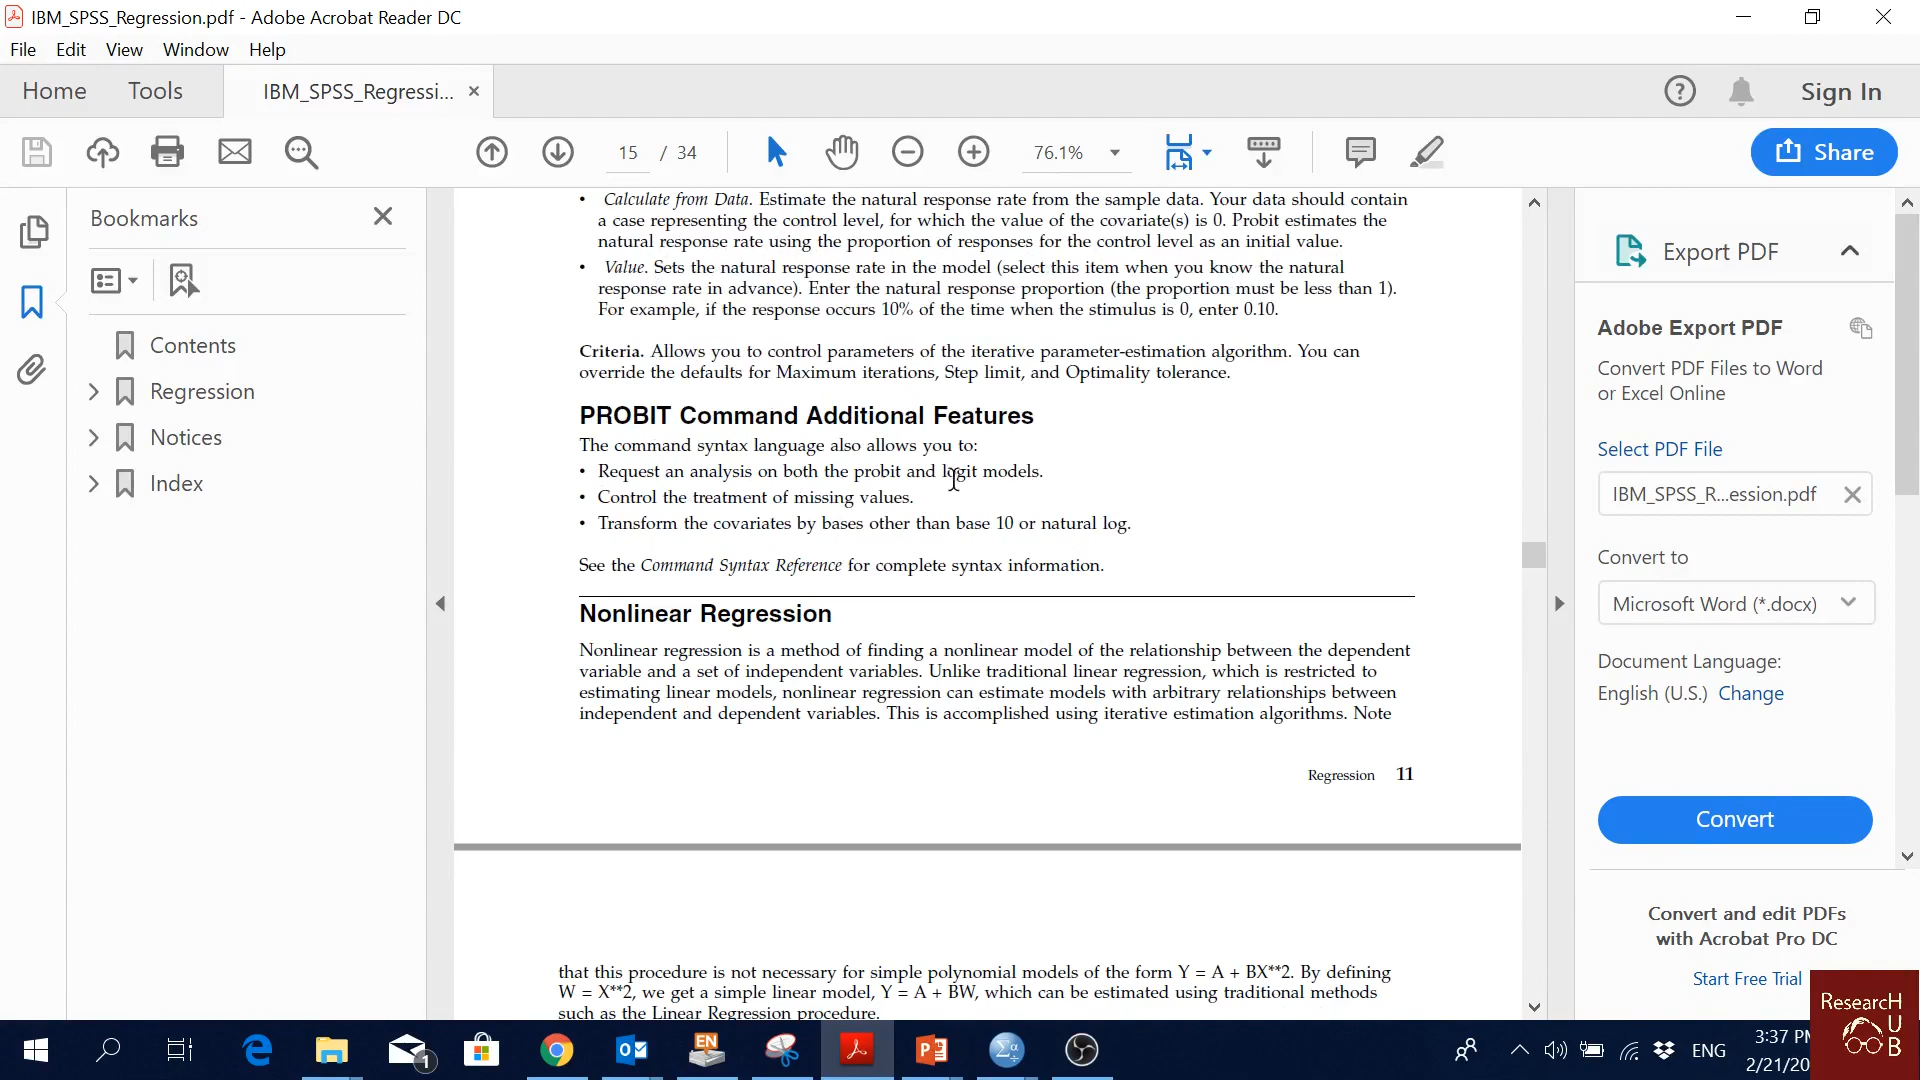 IBM_SPSS_Regression.pdf - Adobe Acrobat Reader DC
File Edit View Window Help
Home Tools IBM_SPSS_Regressi... × Sign In
15 / 34 76.1% Share
Bookmarks
Contents
Regression
Notices
Index
• Calculate from Data. Estimate the natural response rate from the sample data. Your data should contain
a case representing the control level, for which the value of the covariate(s) is 0. Probit estimates the
natural response rate using the proportion of responses for the control level as an initial value.
• Value. Sets the natural response rate in the model (select this item when you know the natural
response rate in advance). Enter the natural response proportion (the proportion must be less than 1).
For example, if the response occurs 10% of the time when the stimulus is 0, enter 0.10.
Criteria. Allows you to control parameters of the iterative parameter-estimation algorithm. You can
override the defaults for Maximum iterations, Step limit, and Optimality tolerance.
PROBIT Command Additional Features
The command syntax language also allows you to:
• Request an analysis on both the probit and logit models.
• Control the treatment of missing values.
• Transform the covariates by bases other than base 10 or natural log.
See the Command Syntax Reference for complete syntax information.
Nonlinear Regression
Nonlinear regression is a method of finding a nonlinear model of the relationship between the dependent
variable and a set of independent variables. Unlike traditional linear regression, which is restricted to
estimating linear models, nonlinear regression can estimate models with arbitrary relationships between
independent and dependent variables. This is accomplished using iterative estimation algorithms. Note
Regression 11
that this procedure is not necessary for simple polynomial models of the form Y = A + BX**2. By defining
W = X**2, we get a simple linear model, Y = A + BW, which can be estimated using traditional methods
such as the Linear Regression procedure.
Export PDF
Adobe Export PDF
Convert PDF Files to Word
or Excel Online
Select PDF File
IBM_SPSS_R...ession.pdf
Convert to
Microsoft Word (*.docx)
Document Language:
English (U.S.) Change
Convert
Convert and edit PDFs
with Acrobat Pro DC
Start Free Trial
ResearcH
U
B
1
EN
ENG
3:37 PM
2/21/20